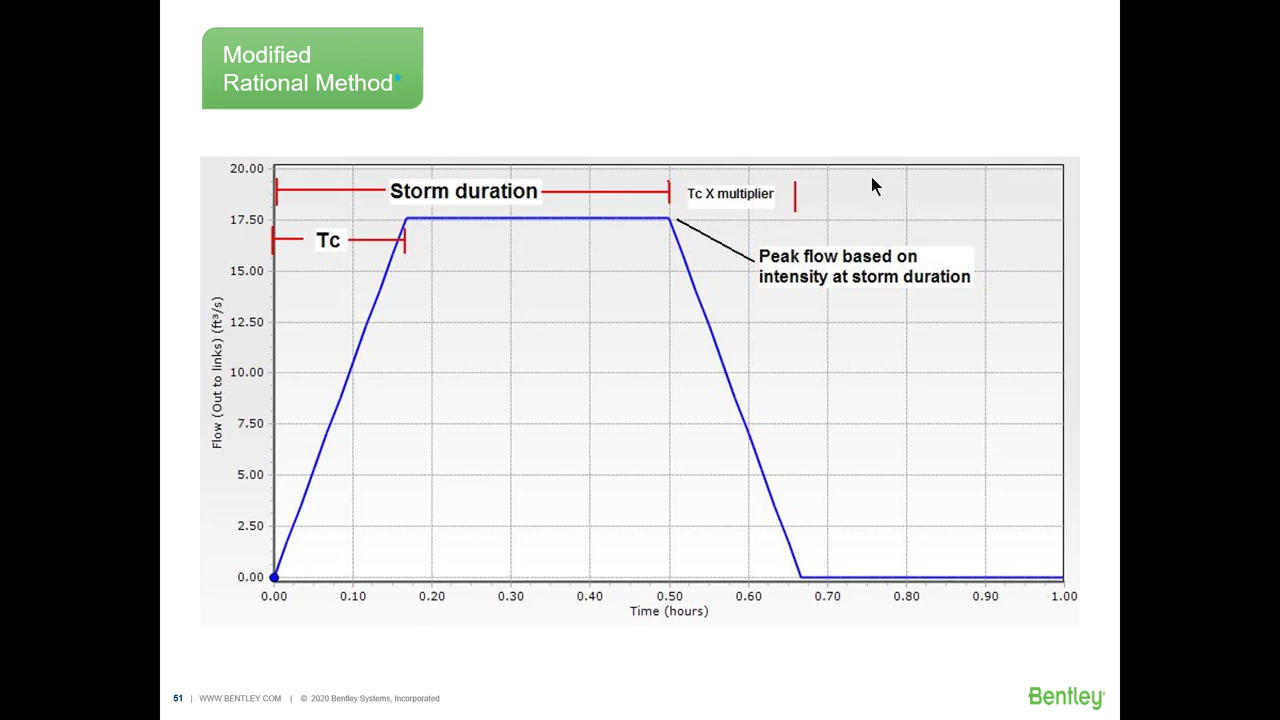 Modified
Rational Method*
20.00
17.50
15.00
12.50
10.00
7.50
5.00
2.50
0.00
Flow (Out to links) (ft³/s)
Storm duration
Tc X multiplier
Tc
Peak flow based on
intensity at storm duration
0.00 0.10 0.20 0.30 0.40 0.50 0.60 0.70 0.80 0.90 1.00
Time (hours)
51 | WWW.BENTLEY.COM | © 2020 Bentley Systems, Incorporated
Bentley